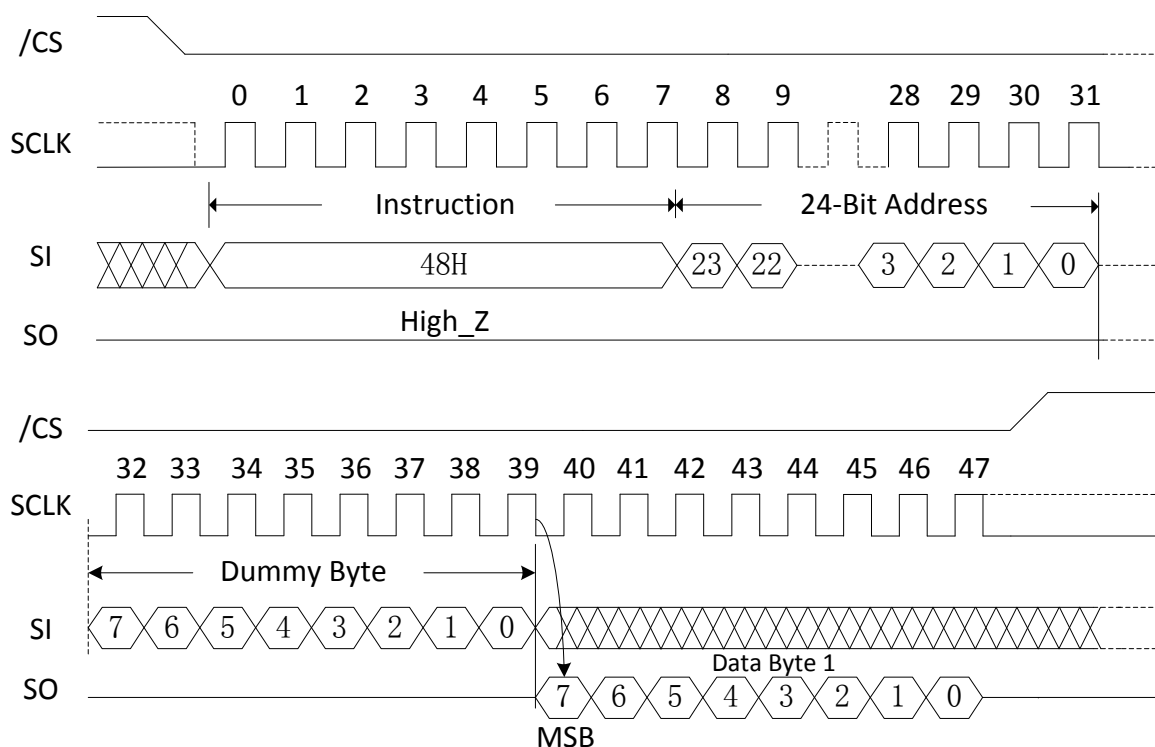 /CS
0 1 2 3 4 5 6 7 8 9 28 29 30 31
SCLK
Instruction 24-Bit Address
SI 48H 23 22 3 2 1 0
High_Z
SO
/CS
32 33 34 35 36 37 38 39 40 41 42 43 44 45 46 47
SCLK
Dummy Byte
SI 7 6 5 4 3 2 1 0
Data Byte 1
SO 7 6 5 4 3 2 1 0
MSB